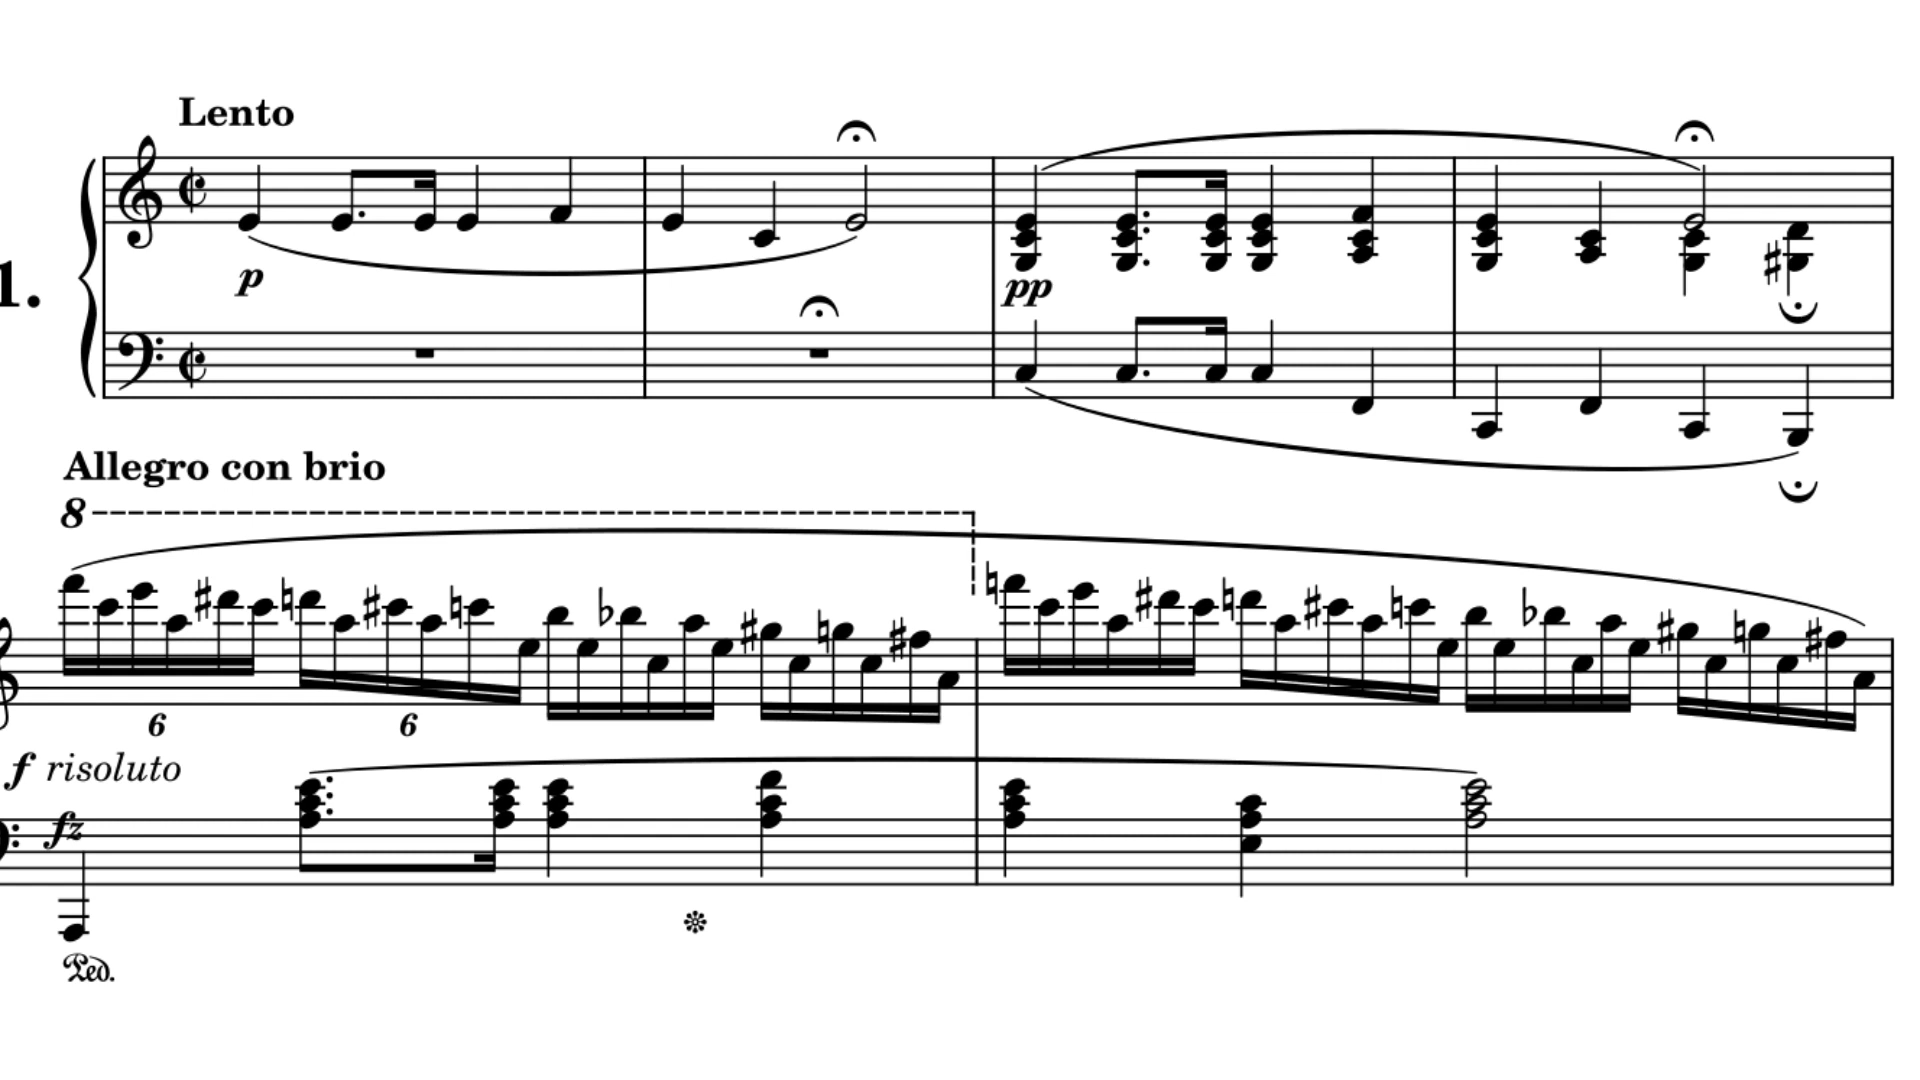 Lento
p
pp
1.
Allegro con brio
8
6 6
f risoluto
fz
Ped.